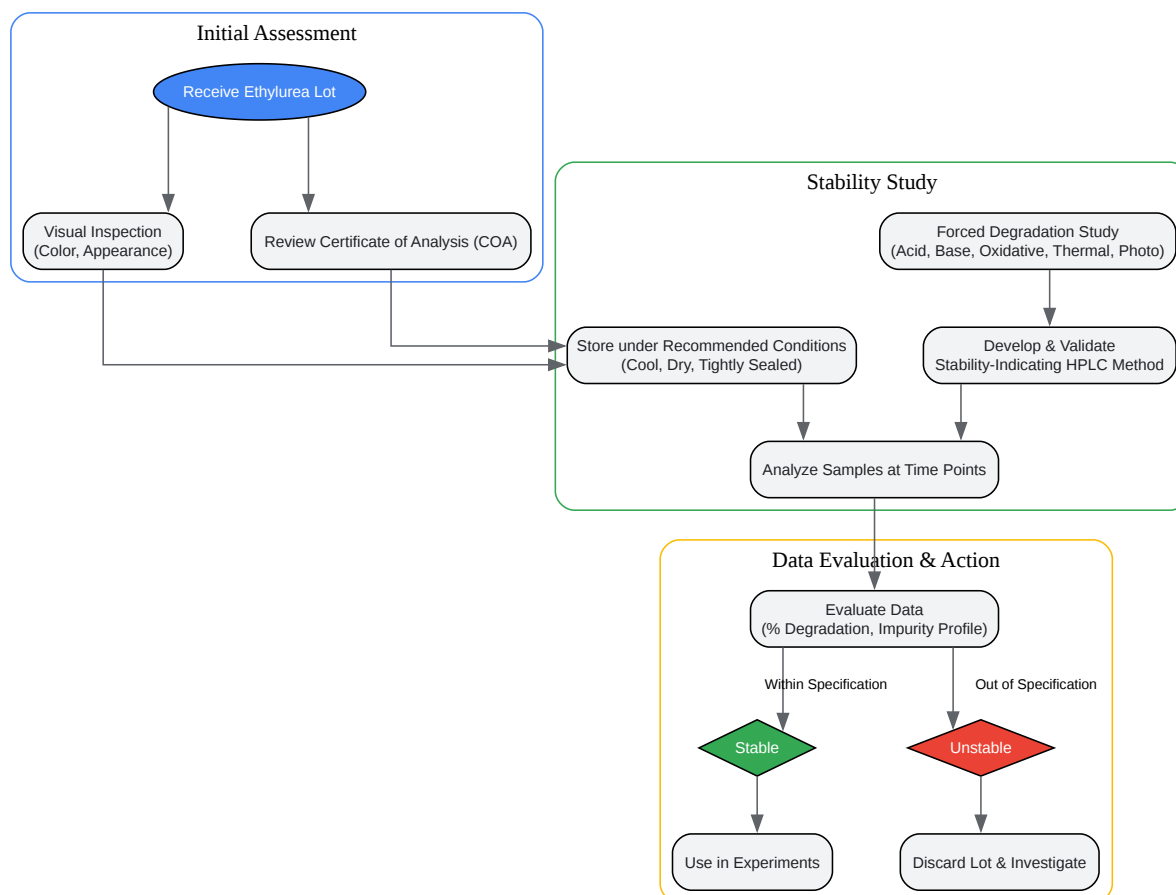 Initial Assessment
Receive Ethylurea Lot
Visual Inspection
(Color, Appearance)
Review Certificate of Analysis (COA)
Stability Study
Forced Degradation Study
(Acid, Base, Oxidative, Thermal, Photo)
Store under Recommended Conditions
(Cool, Dry, Tightly Sealed)
Develop & Validate
Stability-Indicating HPLC Method
Analyze Samples at Time Points
Data Evaluation & Action
Evaluate Data
(% Degradation, Impurity Profile)
Within Specification
Out of Specification
Stable
Unstable
Use in Experiments
Discard Lot & Investigate